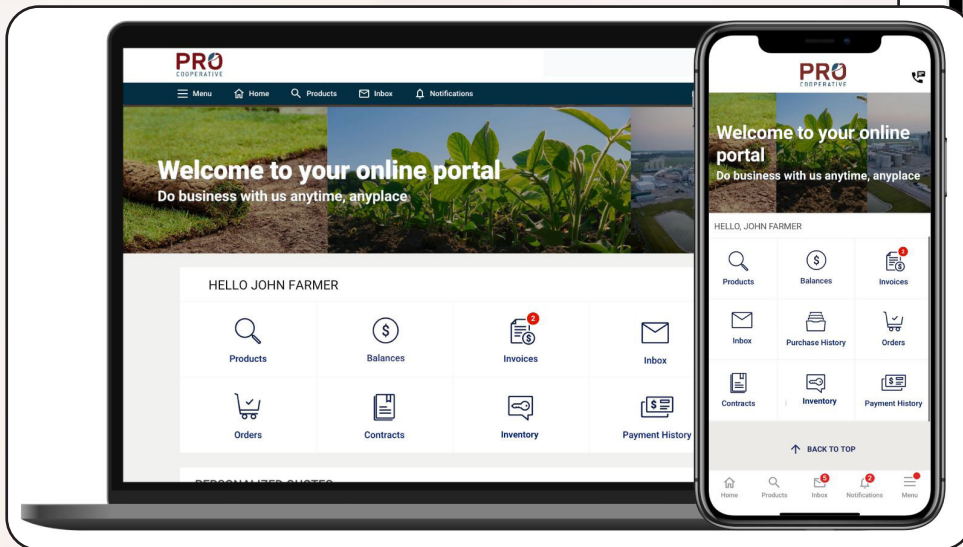 PRO
COOPERATIVE
Menu Home Products Inbox Notifications
Welcome to your online portal
Do business with us anytime, anyplace
HELLO JOHN FARMER
Products Balances Invoices 2 Inbox
Orders Contracts Inventory Payment History
PERSONALIZED QUOTES
PRO
COOPERATIVE
Welcome to your online
portal
Do business with us anytime, anyplace
HELLO, JOHN FARMER
Products Balances Invoices
Inbox Purchase History Orders
Contracts Inventory Payment History
BACK TO TOP
5 2
Home Products Inbox Notifications Menu